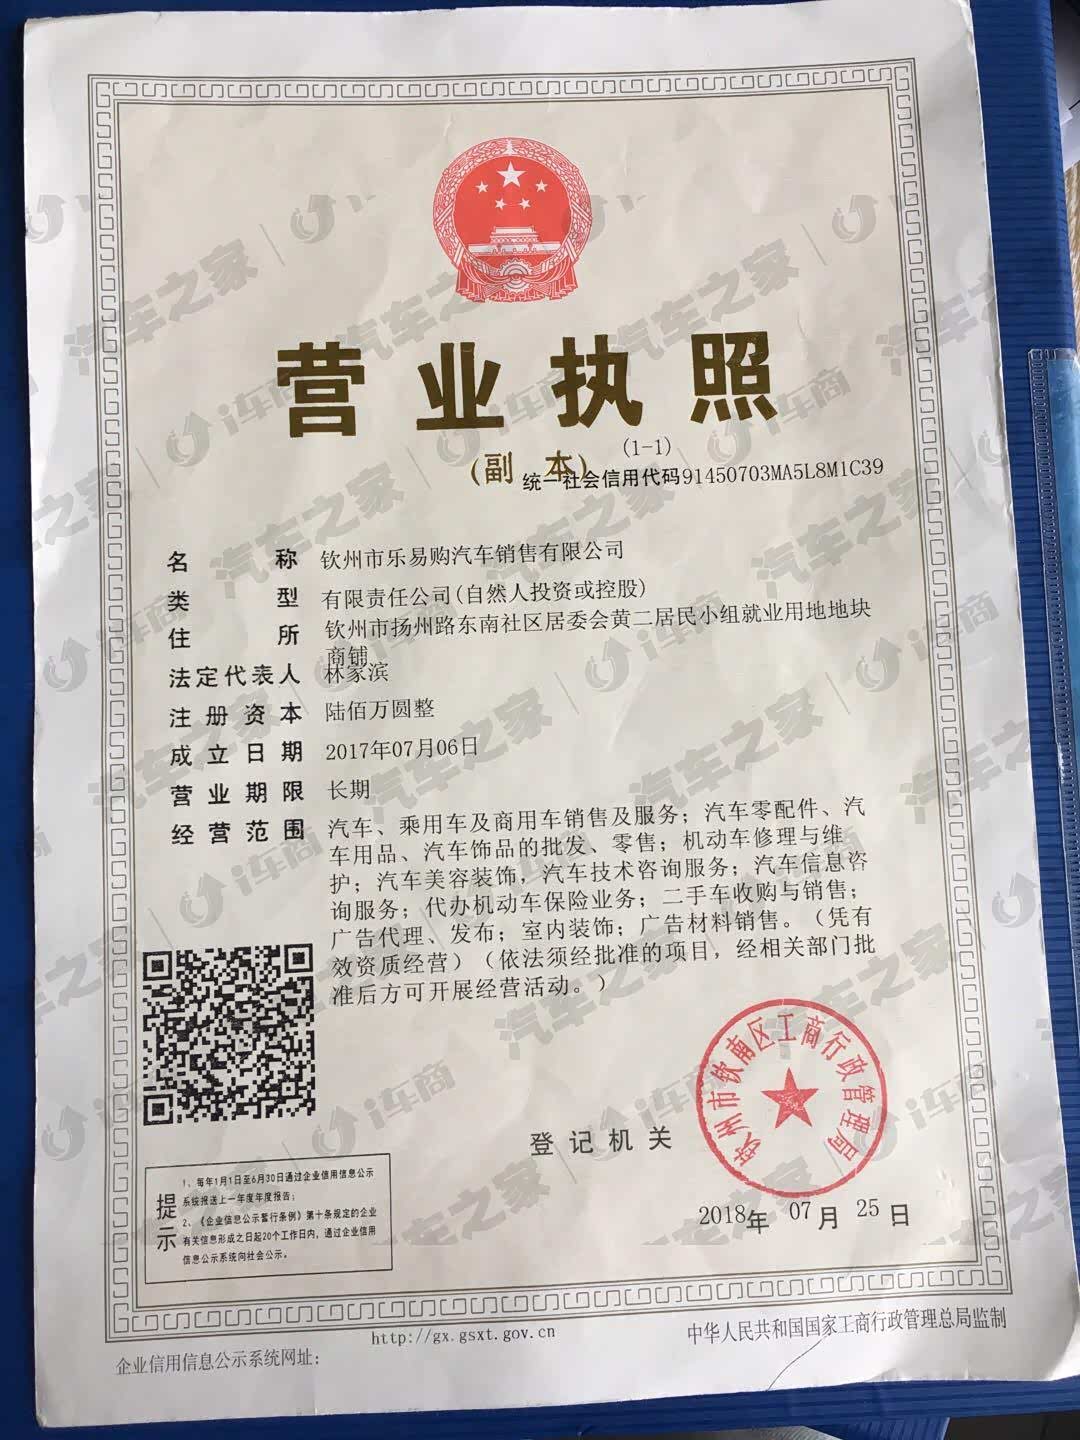 营业执照
(副 本)
(1-1)
统一社会信用代码91450703MA5L8M1C39
名 称 钦州市乐易购汽车销售有限公司
类 型 有限责任公司(自然人投资或控股)
住 所 钦州市扬州路东南社区居委会黄二居民小组就业用地地块
商铺
法定代表人 林家滨
注册资本 陆佰万圆整
成立日期 2017年07月06日
营业期限 长期
经营范围 汽车、乘用车及商用车销售及服务；汽车零配件、汽
车用品、汽车饰品的批发、零售；机动车修理与维
护；汽车美容装饰，汽车技术咨询服务；汽车信息咨
询服务；代办机动车保险业务；二手车收购与销售；
广告代理、发布；室内装饰；广告材料销售。（凭有
效资质经营）（依法须经批准的项目，经相关部门批
准后方可开展经营活动。）
钦州市钦南区工商行政管理局
登记机关
2018年 07月 25日
提示
1、每年1月1日至6月30日通过企业信用信息公示
系统报送上一年度年度报告；
2、《企业信息公示暂行条例》第十条规定的企业
有关信息形成之日起20个工作日内，通过企业信用
信息公示系统向社会公示。
http://gx.gsxt.gov.cn
企业信用信息公示系统网址：
中华人民共和国国家工商行政管理总局监制
汽车之家 i车商